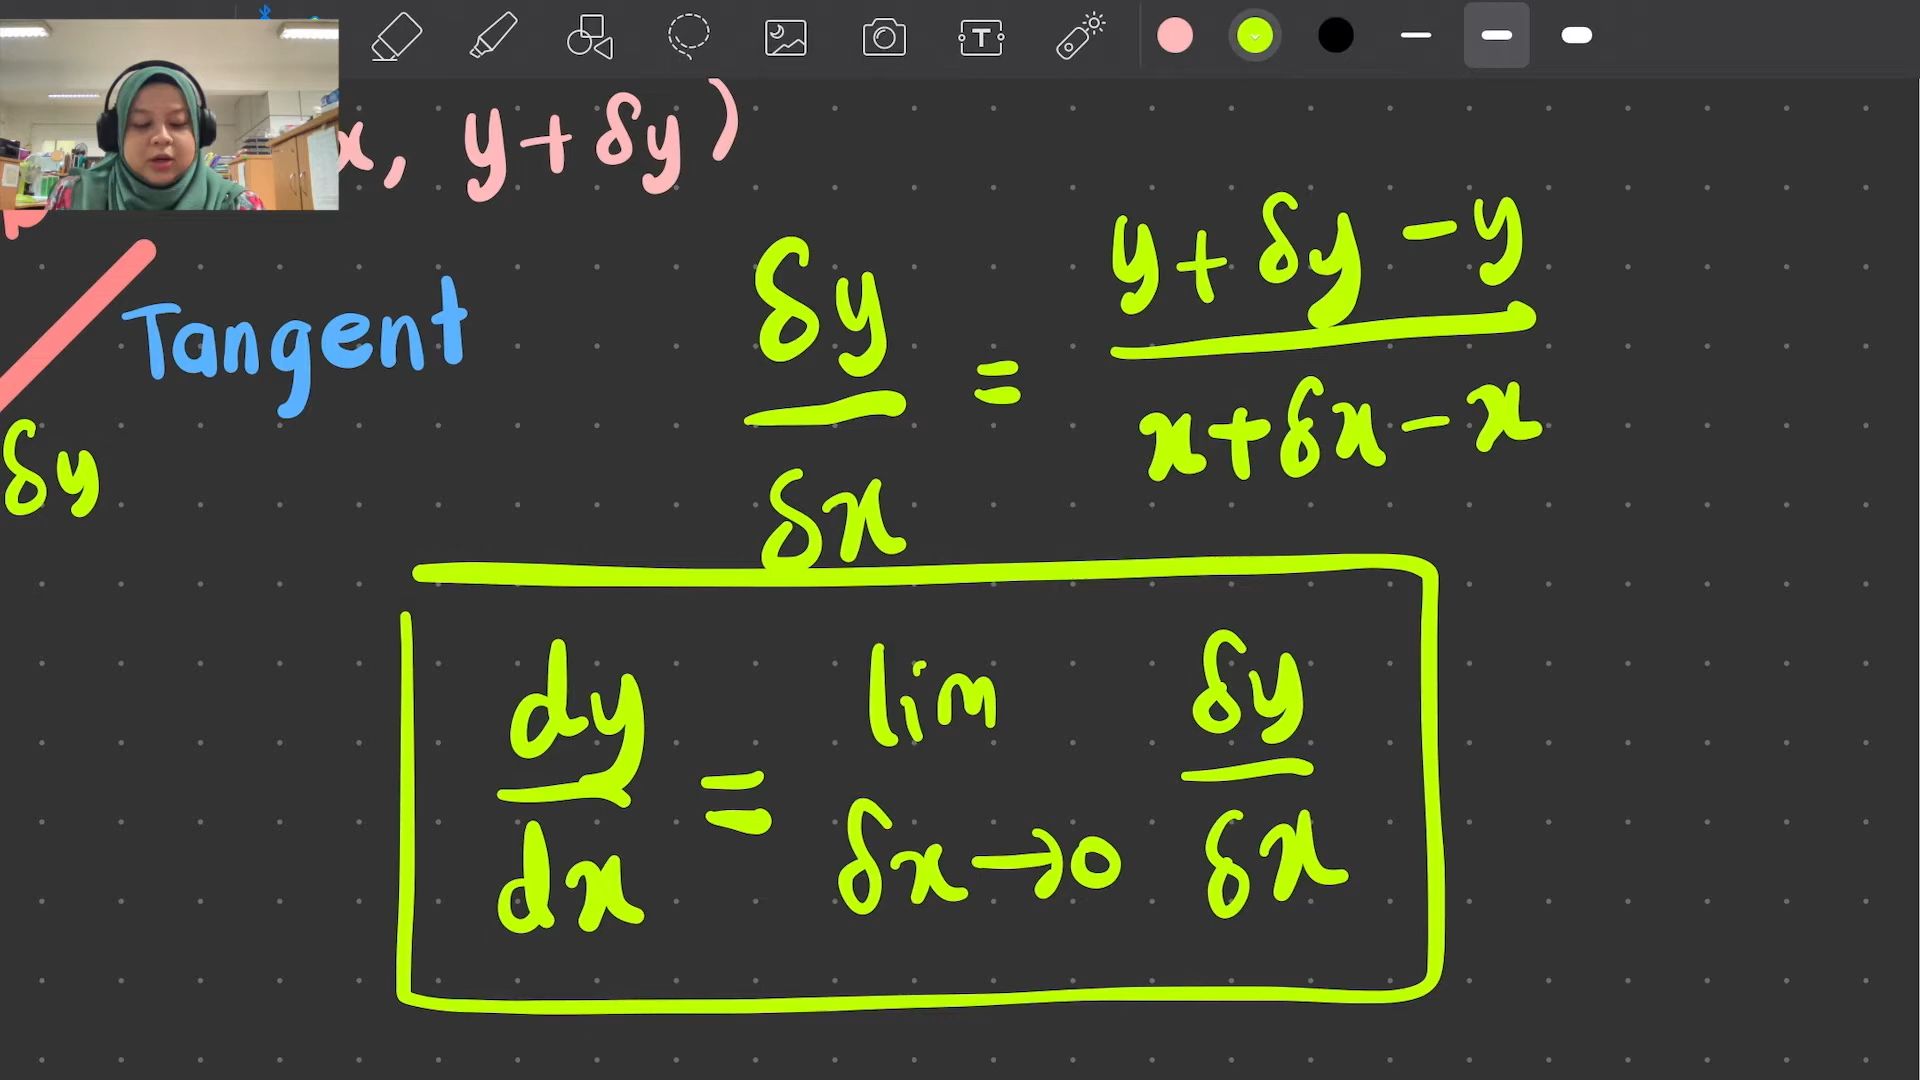 x, y+δy)
Tangent
δy
δy/δx = y+δy-y/x+δx-x
dy/dx = lim δx→0 δy/δx